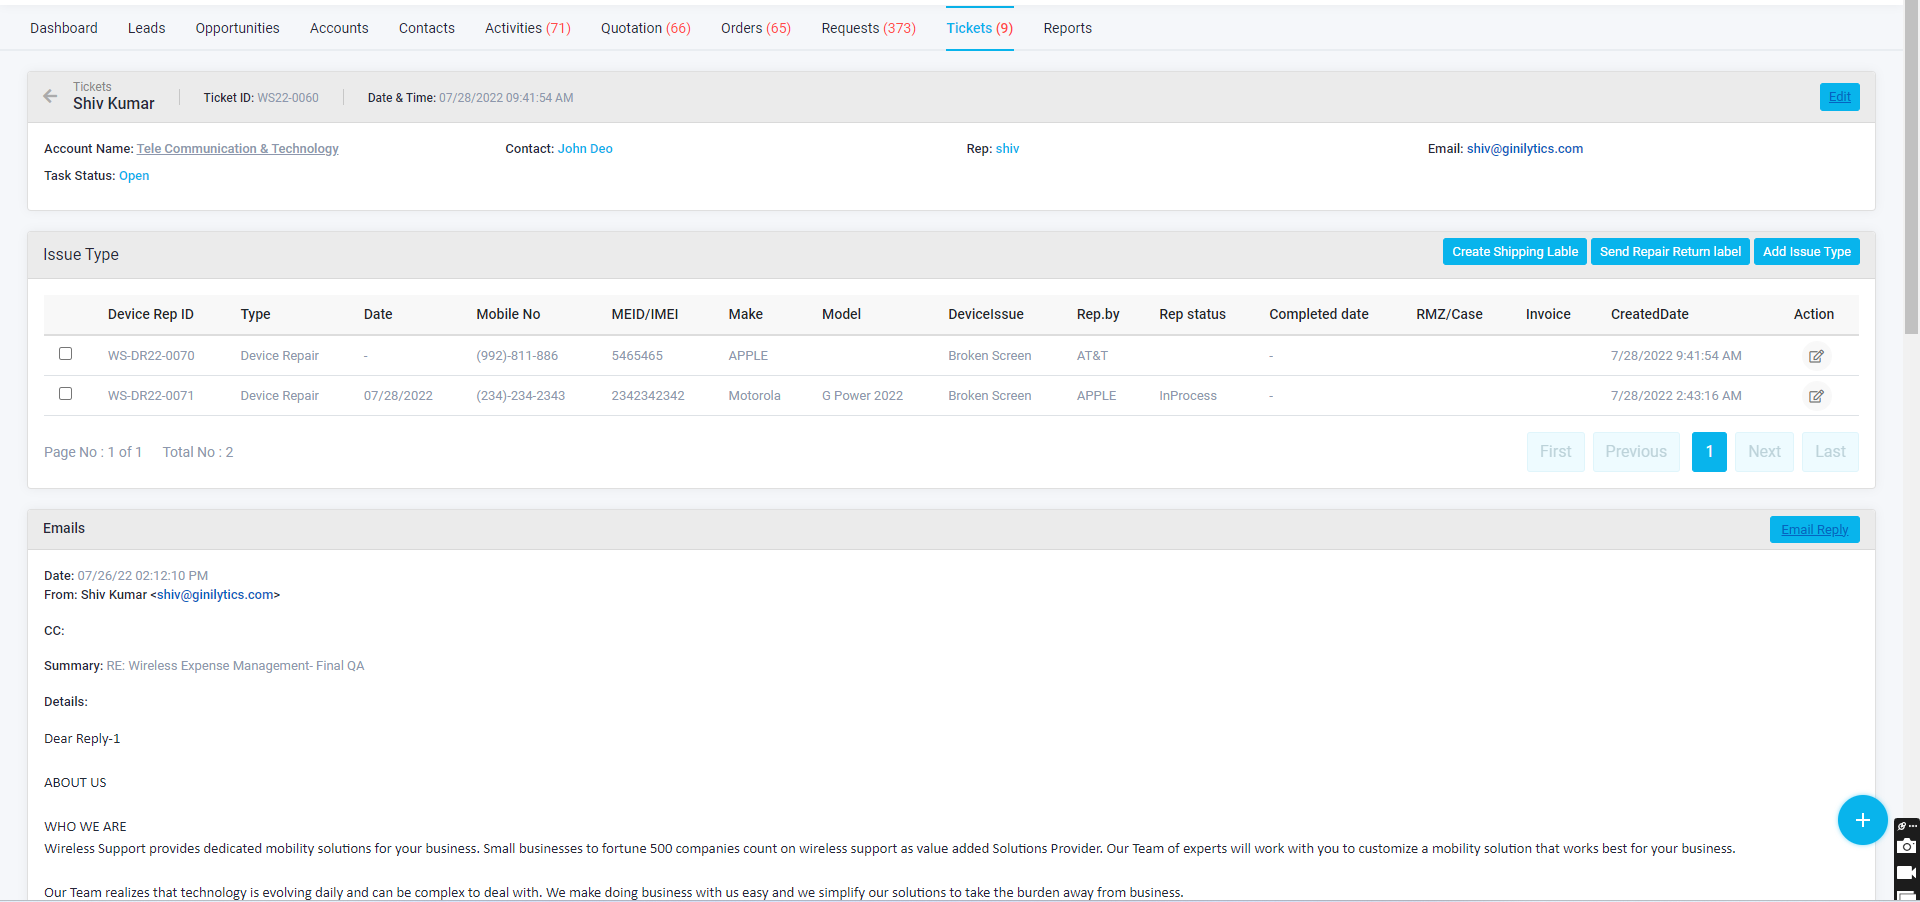 Dashboard Leads Opportunities Accounts Contacts Activities (71) Quotation (66) Orders (65) Requests (373) Tickets (9) Reports
Tickets
Shiv Kumar
Ticket ID: WS22-0060
Date & Time: 07/28/2022 09:41:54 AM
Edit
Account Name: Tele Communication & Technology
Contact: John Deo
Rep: shiv
Email: shiv@ginilytics.com
Task Status: Open
Issue Type
Create Shipping Lable
Send Repair Return label
Add Issue Type
Device Rep ID Type Date Mobile No MEID/IMEI Make Model DeviceIssue Rep.by Rep status Completed date RMZ/Case Invoice CreatedDate Action
WS-DR22-0070 Device Repair - (992)-811-886 5465465 APPLE Broken Screen AT&T - 7/28/2022 9:41:54 AM
WS-DR22-0071 Device Repair 07/28/2022 (234)-234-2343 2342342342 Motorola G Power 2022 Broken Screen APPLE InProcess - 7/28/2022 2:43:16 AM
Page No : 1 of 1 Total No : 2
First Previous 1 Next Last
Emails
Email Reply
Date: 07/26/22 02:12:10 PM
From: Shiv Kumar <shiv@ginilytics.com>
CC:
Summary: RE: Wireless Expense Management- Final QA
Details:
Dear Reply-1
ABOUT US
WHO WE ARE
Wireless Support provides dedicated mobility solutions for your business. Small businesses to fortune 500 companies count on wireless support as value added Solutions Provider. Our Team of experts will work with you to customize a mobility solution that works best for your business.
Our Team realizes that technology is evolving daily and can be complex to deal with. We make doing business with us easy and we simplify our solutions to take the burden away from business.